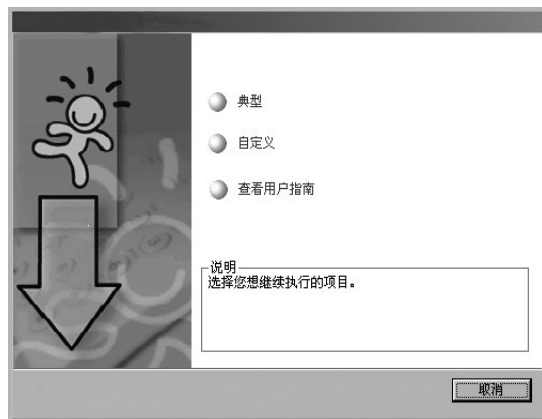 典型
自定义
查看用户指南
说明
选择您想继续执行的项目。
取消